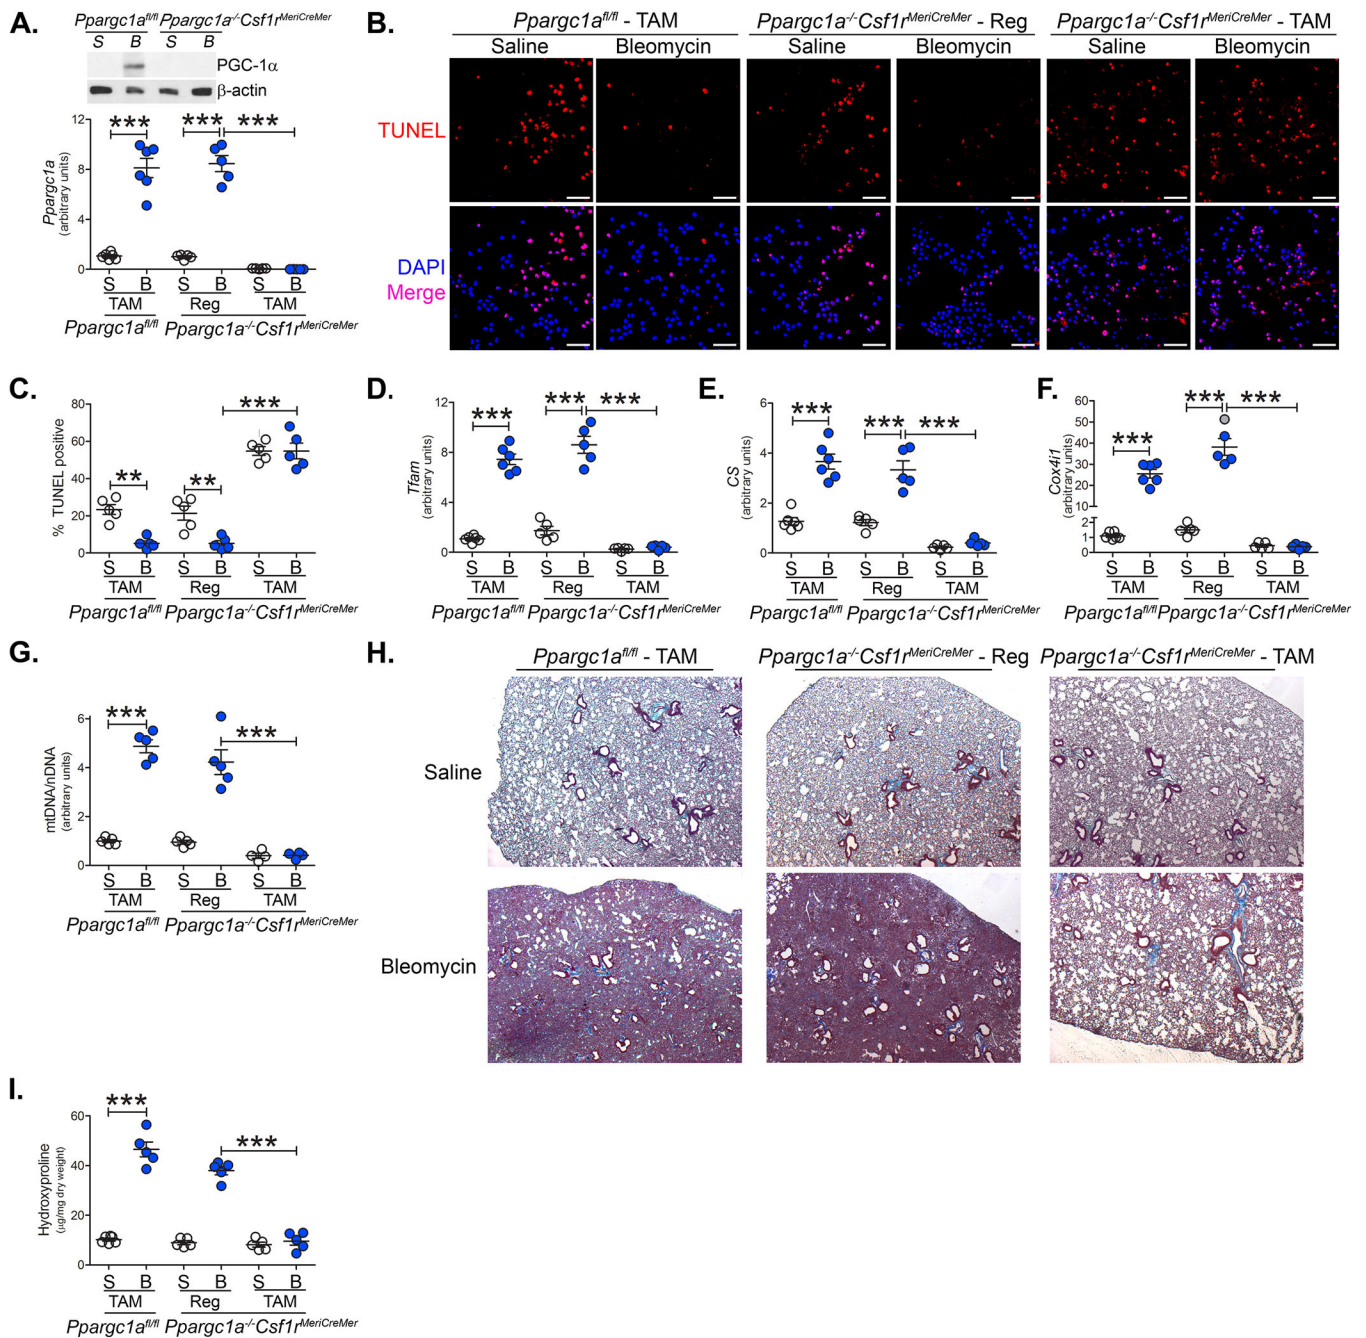 A.
Ppargc1a^fl/fl Ppargc1a^-/-Csf1r^MeriCreMer
S B S B
PGC-1α
β-actin
*** *** ***
12
8
4
0
Ppargc1a
(arbitrary units)
S B S B S B
TAM Reg TAM
Ppargc1a^fl/fl Ppargc1a^-/-Csf1r^MeriCreMer
B.
Ppargc1a^fl/fl - TAM Ppargc1a^-/-Csf1r^MeriCreMer - Reg Ppargc1a^-/-Csf1r^MeriCreMer - TAM
Saline Bleomycin Saline Bleomycin Saline Bleomycin
TUNEL
DAPI
Merge
C.
***
** **
80
60
40
20
0
% TUNEL positive
S B S B S B
TAM Reg TAM
Ppargc1a^fl/fl Ppargc1a^-/-Csf1r^MeriCreMer
D.
*** *** ***
12
8
4
0
Tfam
(arbitrary units)
S B S B S B
TAM Reg TAM
Ppargc1a^fl/fl Ppargc1a^-/-Csf1r^MeriCreMer
E.
*** *** ***
6
4
2
0
CS
(arbitrary units)
S B S B S B
TAM Reg TAM
Ppargc1a^fl/fl Ppargc1a^-/-Csf1r^MeriCreMer
F.
*** *** ***
60
50
40
30
20
10
2
1
0
Cox4i1
(arbitrary units)
S B S B S B
TAM Reg TAM
Ppargc1a^fl/fl Ppargc1a^-/-Csf1r^MeriCreMer
G.
*** ***
6
4
2
0
mtDNA/nDNA
(arbitrary units)
S B S B S B
TAM Reg TAM
Ppargc1a^fl/fl Ppargc1a^-/-Csf1r^MeriCreMer
H.
Ppargc1a^fl/fl - TAM Ppargc1a^-/-Csf1r^MeriCreMer - Reg Ppargc1a^-/-Csf1r^MeriCreMer - TAM
Saline
Bleomycin
I.
*** ***
60
40
20
0
Hydroxyproline
(µg/mg dry weight)
S B S B S B
TAM Reg TAM
Ppargc1a^fl/fl Ppargc1a^-/-Csf1r^MeriCreMer